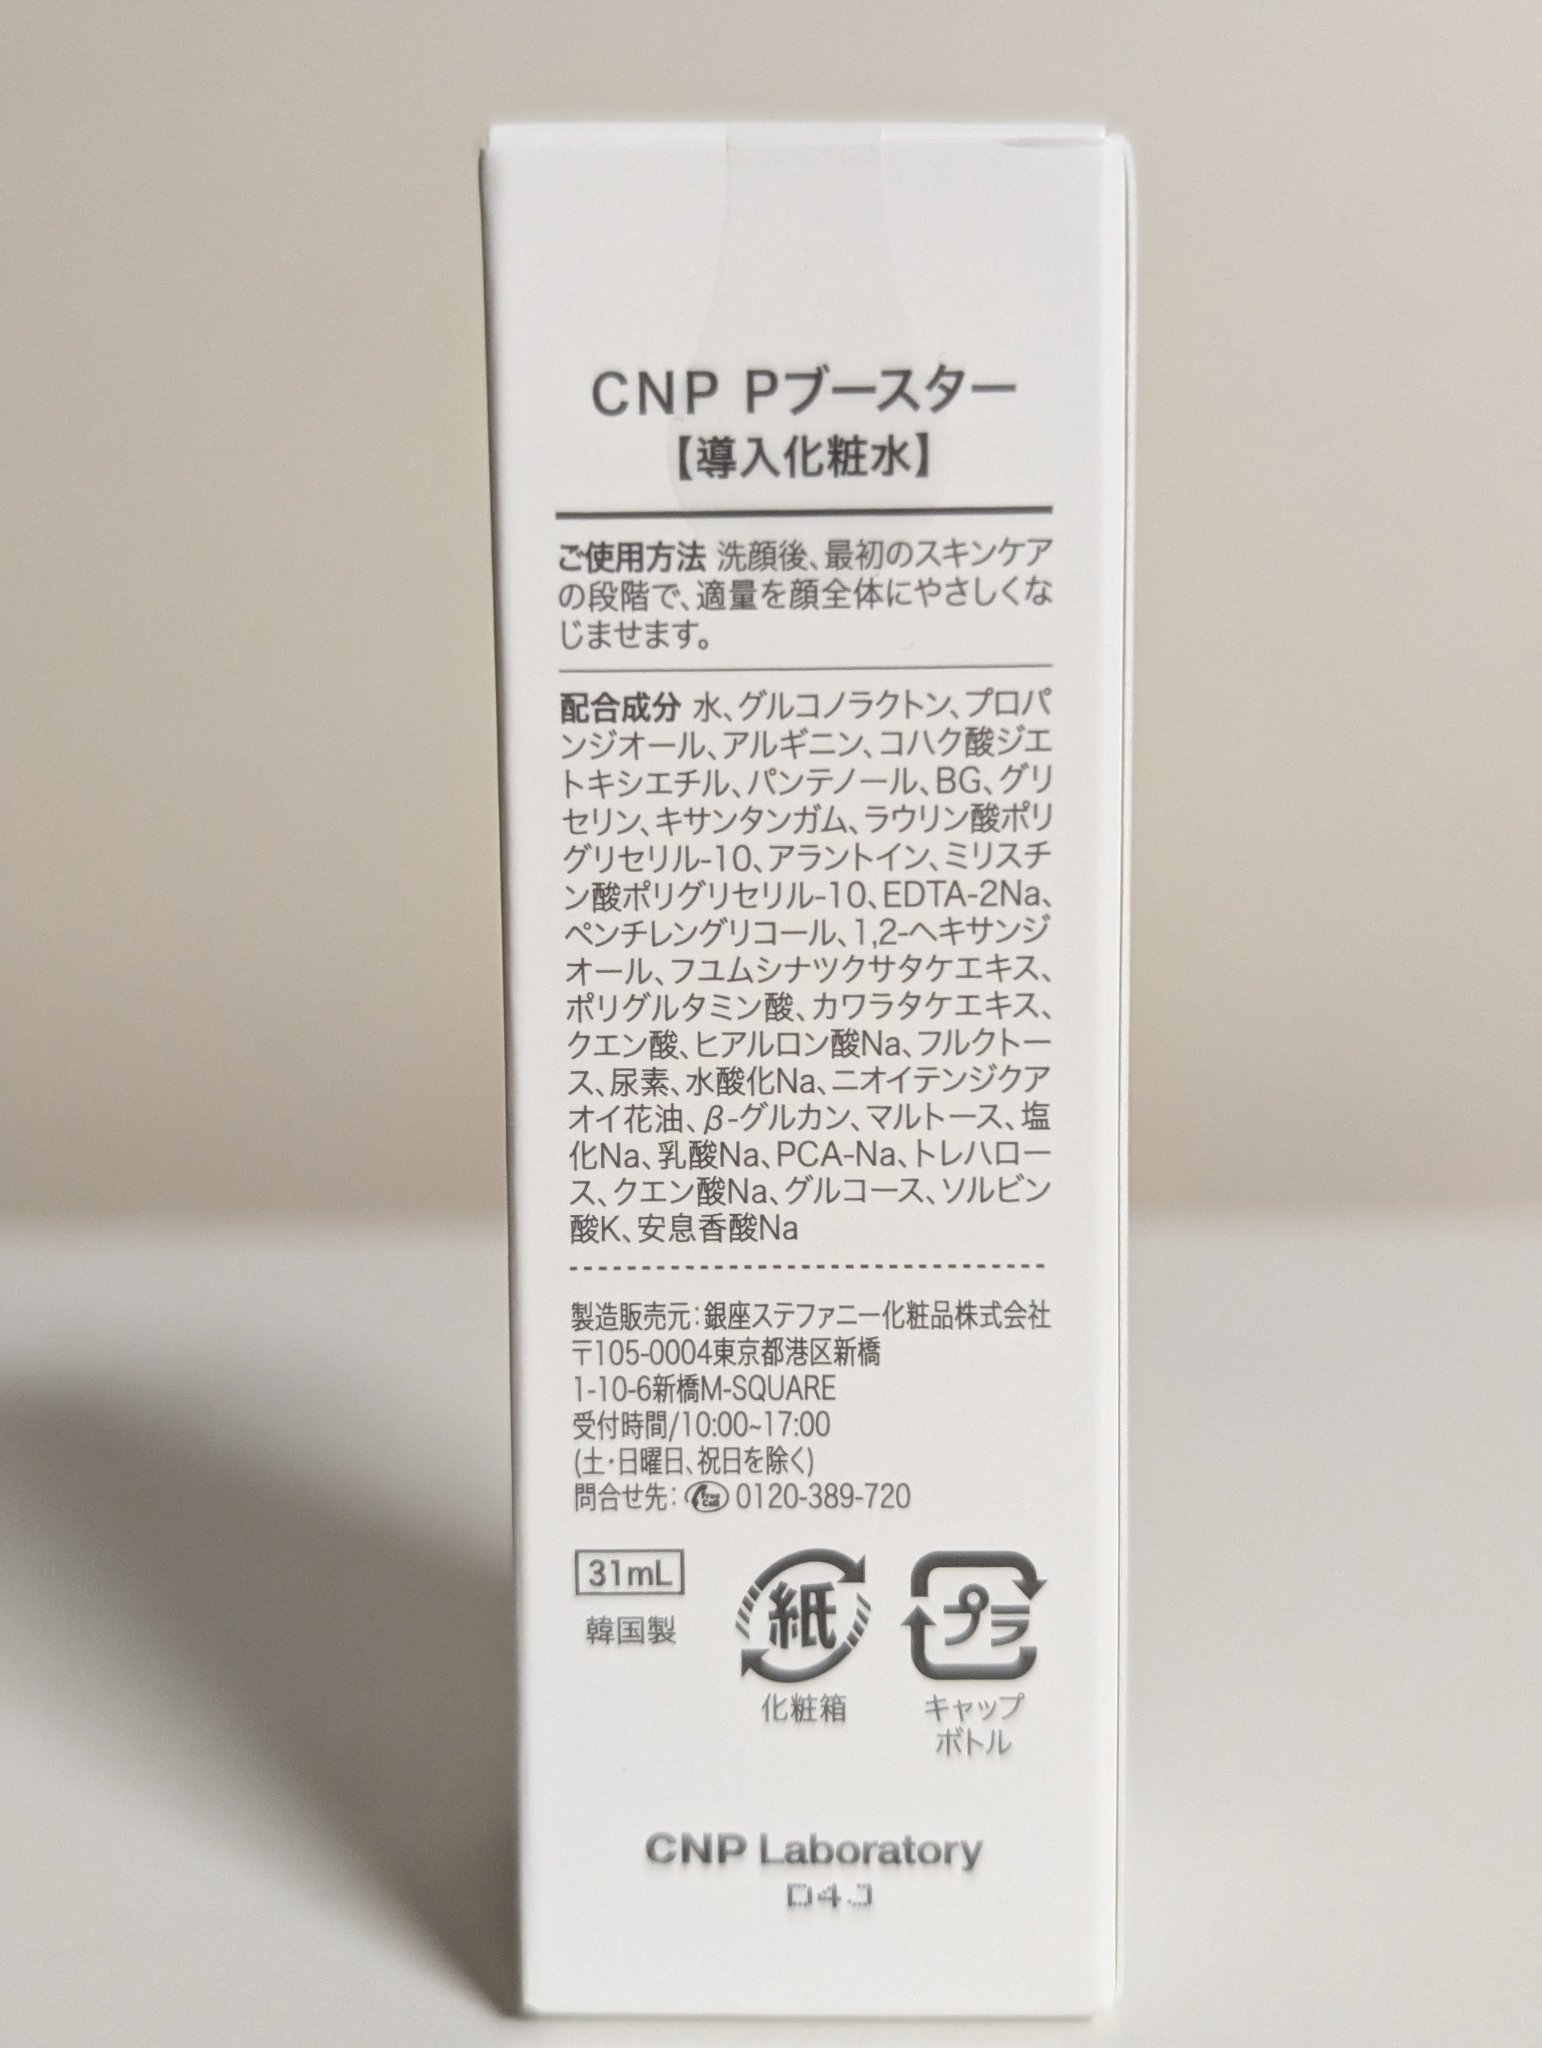 CNP Pブースター
【導入化粧水】
ご使用方法 洗顔後、最初のスキンケア
の段階で、適量を顔全体にやさしくな
じませます。
配合成分 水、グルコノラクトン、プロパ
ンジオール、アルギニン、コハク酸ジエ
トキシエチル、パンテノール、BG、グリ
セリン、キサンタンガム、ラウリン酸ポリ
グリセリル-10、アラントイン、ミリスチ
ン酸ポリグリセリル-10、EDTA-2Na、
ペンチレングリコール、1,2-ヘキサンジ
オール、フユムシナツクサタケエキス、
ポリグルタミン酸、カワラタケエキス、
クエン酸、ヒアルロン酸Na、フルクトー
ス、尿素、水酸化Na、ニオイテンジクア
オイ花油、β-グルカン、マルトース、塩
化Na、乳酸Na、PCA-Na、トレハロー
ス、クエン酸Na、グルコース、ソルビン
酸K、安息香酸Na
製造販売元：銀座ステファニー化粧品株式会社
〒105-0004東京都港区新橋
1-10-6新橋M-SQUARE
受付時間/10:00~17:00
(土・日曜日、祝日を除く)
問合せ先： Free Call 0120-389-720
31mL
韓国製
紙
化粧箱
プラ
キャップ
ボトル
CNP Laboratory
D4J